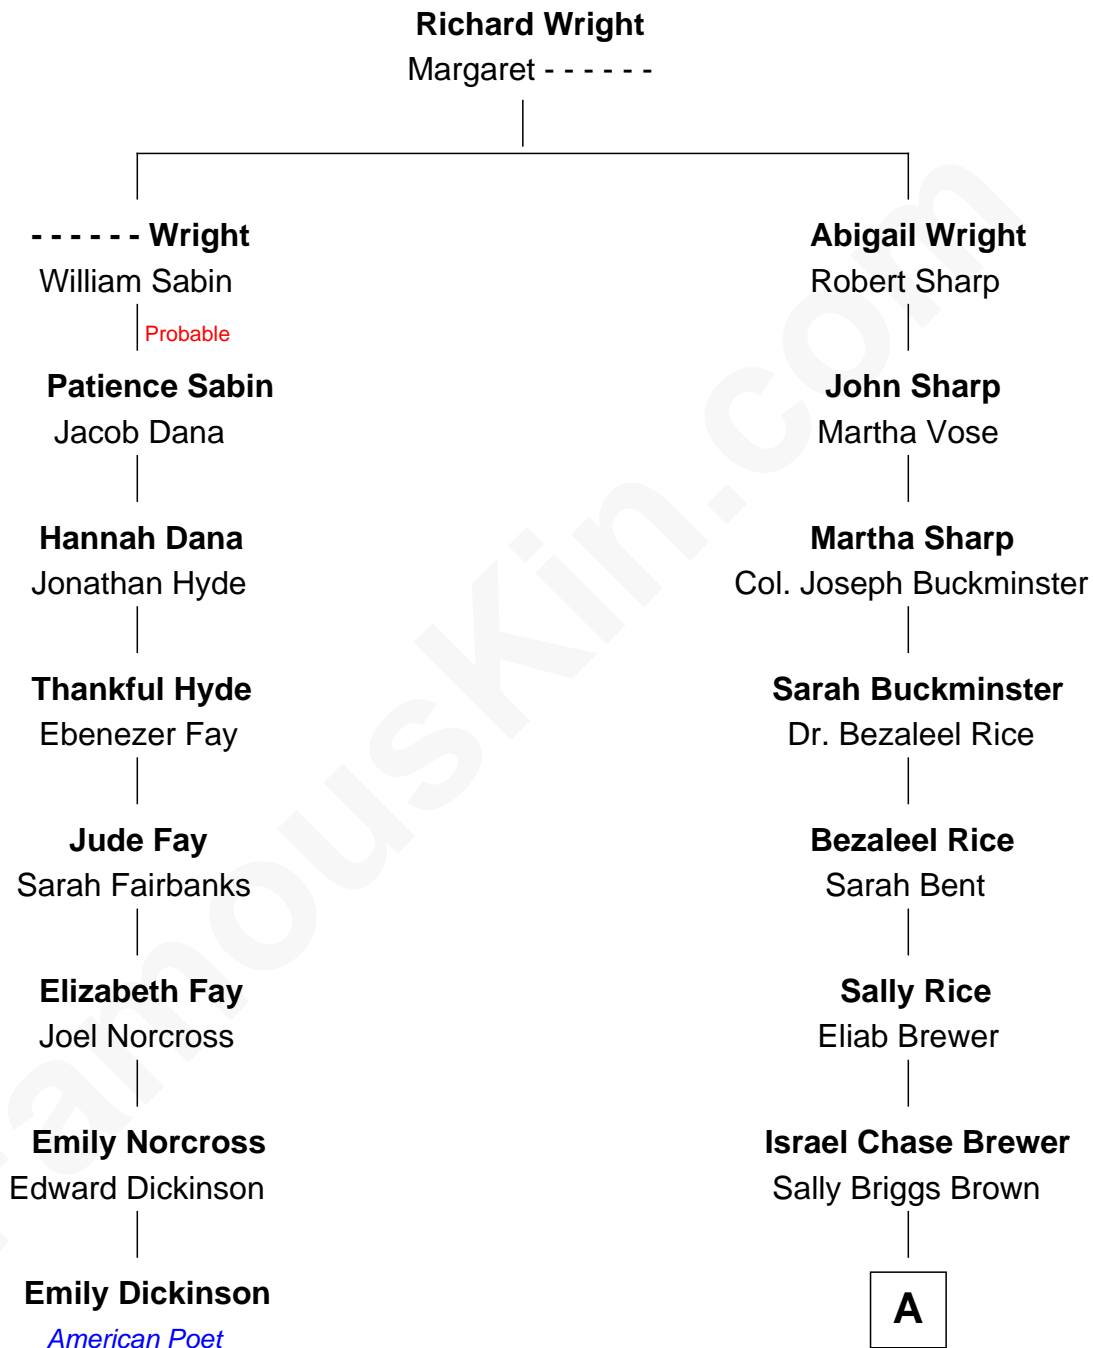 Richard Wright
Margaret - - - - - -
- - - - - - Wright
William Sabin
Probable
Patience Sabin
Jacob Dana
Hannah Dana
Jonathan Hyde
Thankful Hyde
Ebenezer Fay
Jude Fay
Sarah Fairbanks
Elizabeth Fay
Joel Norcross
Emily Norcross
Edward Dickinson
Emily Dickinson
American Poet
Abigail Wright
Robert Sharp
John Sharp
Martha Vose
Martha Sharp
Col. Joseph Buckminster
Sarah Buckminster
Dr. Bezaleel Rice
Bezaleel Rice
Sarah Bent
Sally Rice
Eliab Brewer
Israel Chase Brewer
Sally Briggs Brown
A
FamousKin.com